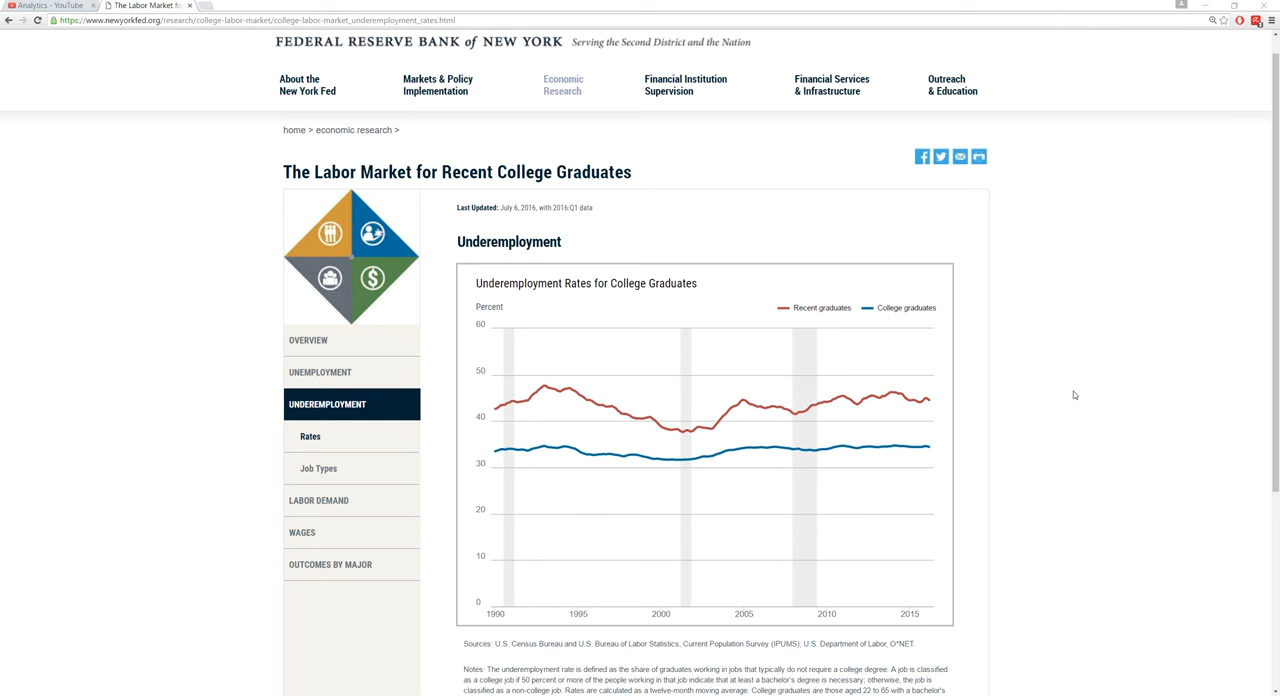 Analytics - YouTube
The Labor Market fo
https://www.newyorkfed.org/research/college-labor-market/college-labor-market_underemployment_rates.html
FEDERAL RESERVE BANK of NEW YORK Serving the Second District and the Nation
About the
New York Fed
Markets & Policy
Implementation
Economic
Research
Financial Institution
Supervision
Financial Services
& Infrastructure
Outreach
& Education
home > economic research >
The Labor Market for Recent College Graduates
OVERVIEW
UNEMPLOYMENT
UNDEREMPLOYMENT
Rates
Job Types
LABOR DEMAND
WAGES
OUTCOMES BY MAJOR
Last Updated: July 6, 2016, with 2016:Q1 data
Underemployment
Underemployment Rates for College Graduates
Percent
Recent graduates
College graduates
60
50
40
30
20
10
0
1990 1995 2000 2005 2010 2015
Sources: U.S. Census Bureau and U.S. Bureau of Labor Statistics, Current Population Survey (IPUMS); U.S. Department of Labor, O*NET.
Notes: The underemployment rate is defined as the share of graduates working in jobs that typically do not require a college degree. A job is classified
as a college job if 50 percent or more of the people working in that job indicate that at least a bachelor's degree is necessary; otherwise, the job is
classified as a non-college job. Rates are calculated as a twelve-month moving average. College graduates are those aged 22 to 65 with a bachelor's